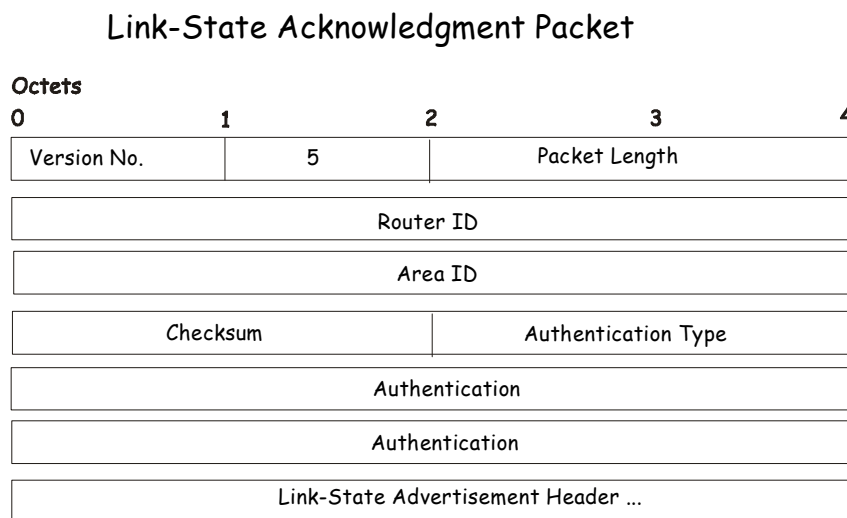 Link-State Acknowledgment Packet
Octets
0 1 2 3 4
Version No. 5 Packet Length
Router ID
Area ID
Checksum Authentication Type
Authentication
Authentication
Link-State Advertisement Header ...